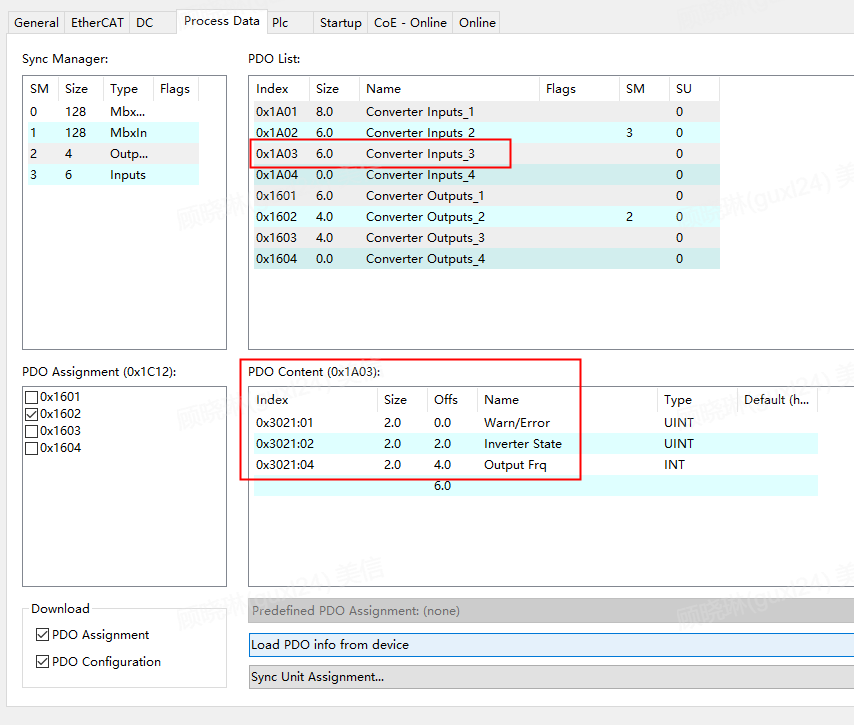 General EtherCAT DC Process Data Plc Startup CoE - Online Online
Sync Manager:
SM Size Type Flags
0 128 Mbx...
1 128 MbxIn
2 4 Outp...
3 6 Inputs
PDO List:
Index Size Name Flags SM SU
0x1A01 8.0 Converter Inputs_1 0
0x1A02 6.0 Converter Inputs_2 3 0
0x1A03 6.0 Converter Inputs_3 0
0x1A04 0.0 Converter Inputs_4 0
0x1601 6.0 Converter Outputs_1 0
0x1602 4.0 Converter Outputs_2 2 0
0x1603 4.0 Converter Outputs_3 0
0x1604 0.0 Converter Outputs_4 0
PDO Assignment (0x1C12):
0x1601
0x1602
0x1603
0x1604
PDO Content (0x1A03):
Index Size Offs Name Type Default (h...
0x3021:01 2.0 0.0 Warn/Error UINT
0x3021:02 2.0 2.0 Inverter State UINT
0x3021:04 2.0 4.0 Output Frq INT
6.0
Download
PDO Assignment
PDO Configuration
Predefined PDO Assignment: (none)
Load PDO info from device
Sync Unit Assignment...
顾晓琳(guxl24) 美信